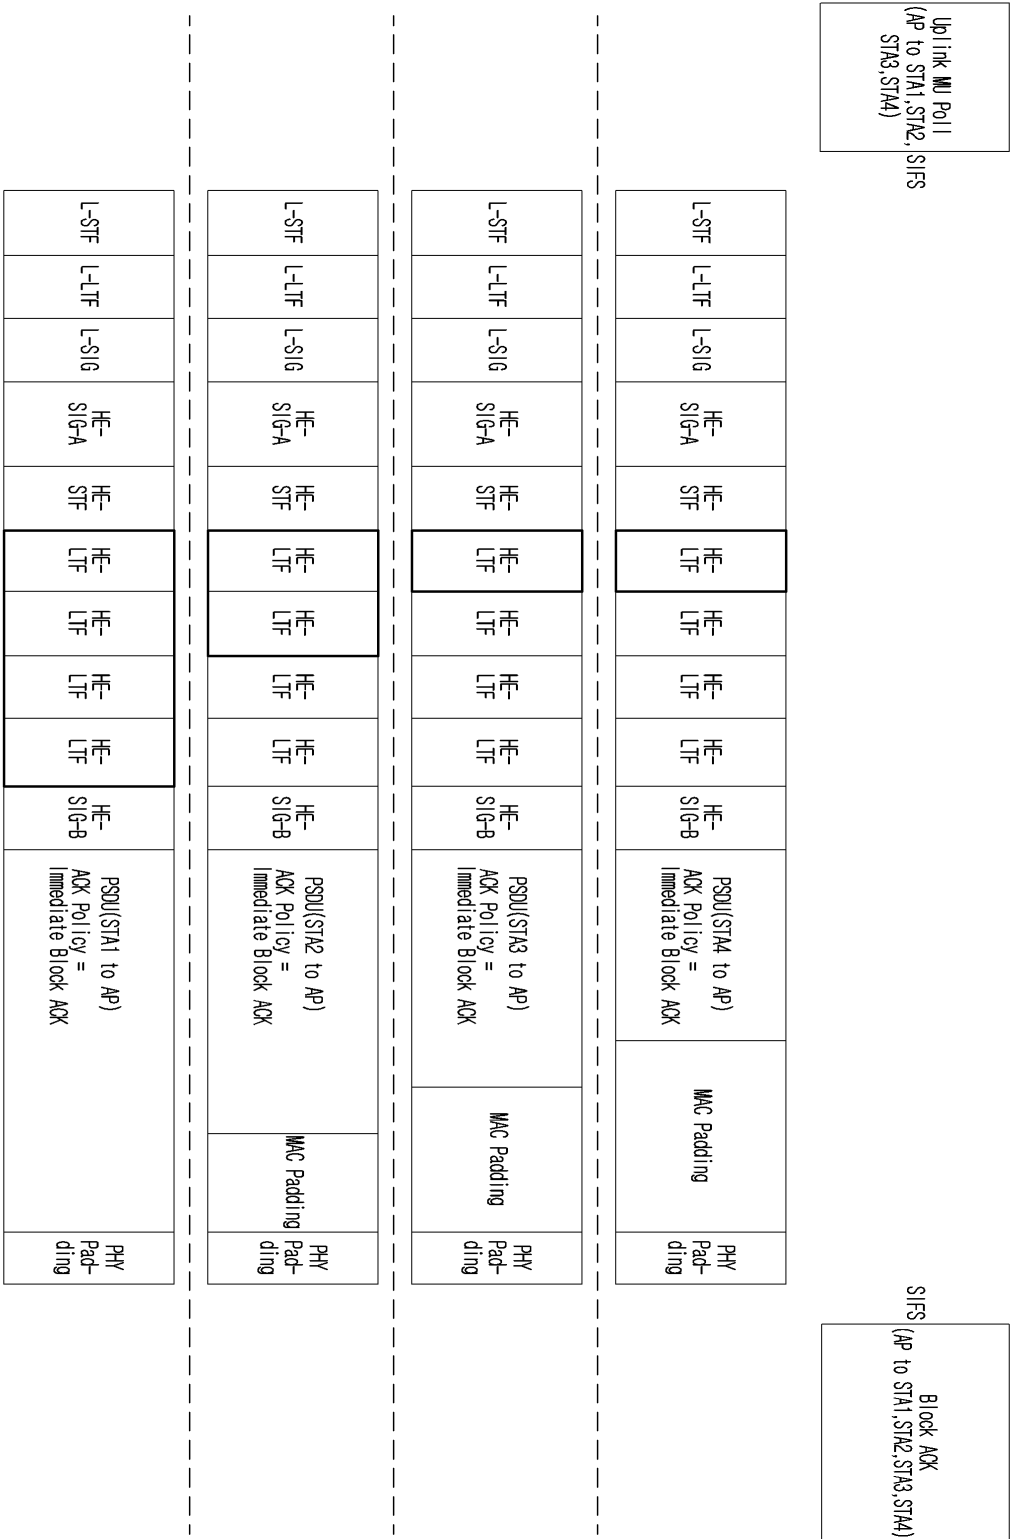 Uplink MU Poll
(AP to STA1,STA2,
STA3,STA4)
SIFS
SIFS
Block ACK
(AP to STA1,STA2,STA3,STA4)
L-STF
L-LTF
L-SIG
HE-
SIG-A
HE-
STF
HE-
LTF
HE-
LTF
HE-
LTF
HE-
LTF
HE-
SIG-B
PSDU(STA4 to AP)
ACK Policy =
Immediate Block ACK
MAC Padding
PHY
Pad-
ding
L-STF
L-LTF
L-SIG
HE-
SIG-A
HE-
STF
HE-
LTF
HE-
LTF
HE-
LTF
HE-
LTF
HE-
SIG-B
PSDU(STA3 to AP)
ACK Policy =
Immediate Block ACK
MAC Padding
PHY
Pad-
ding
L-STF
L-LTF
L-SIG
HE-
SIG-A
HE-
STF
HE-
LTF
HE-
LTF
HE-
LTF
HE-
LTF
HE-
SIG-B
PSDU(STA2 to AP)
ACK Policy =
Immediate Block ACK
MAC Padding
PHY
Pad-
ding
L-STF
L-LTF
L-SIG
HE-
SIG-A
HE-
STF
HE-
LTF
HE-
LTF
HE-
LTF
HE-
LTF
HE-
SIG-B
PSDU(STA1 to AP)
ACK Policy =
Immediate Block ACK
PHY
Pad-
ding